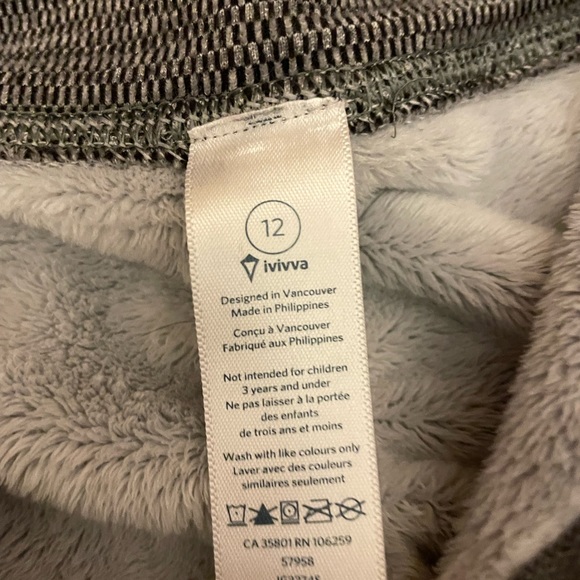 12
ivivva
Designed in Vancouver
Made in Philippines
Conçu à Vancouver
Fabriqué aux Philippines
Not intended for children
3 years and under
Ne pas laisser à la portée
des enfants
de trois ans et moins
Wash with like colours only
Laver avec des couleurs
similaires seulement
CA 35801 RN 106259
57958